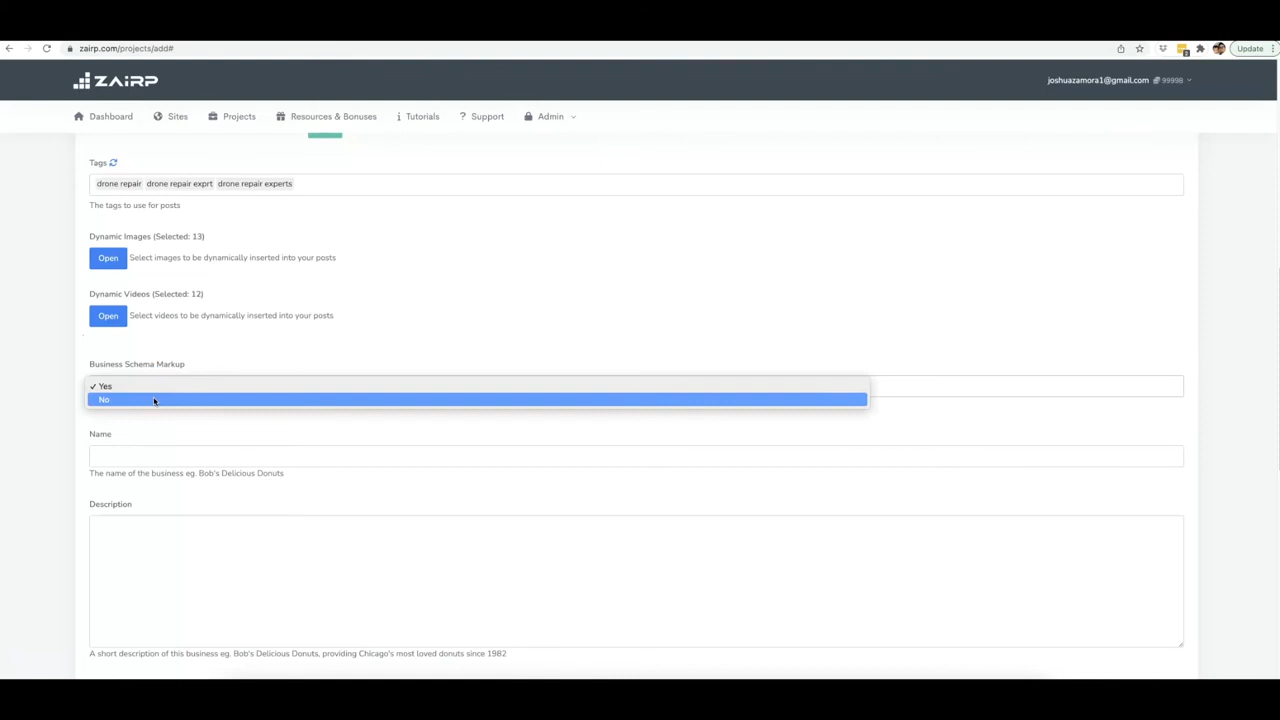 zairp.com/projects/add#
Update
ZAiRP
joshuazamora1@gmail.com 99998
Dashboard Sites Projects Resources & Bonuses Tutorials Support Admin
Tags
drone repair drone repair exprt drone repair experts
The tags to use for posts
Dynamic Images (Selected: 13)
Open Select images to be dynamically inserted into your posts
Dynamic Videos (Selected: 12)
Open Select videos to be dynamically inserted into your posts
Business Schema Markup
✓ Yes
No
Name
The name of the business eg. Bob's Delicious Donuts
Description
A short description of this business eg. Bob's Delicious Donuts, providing Chicago's most loved donuts since 1982